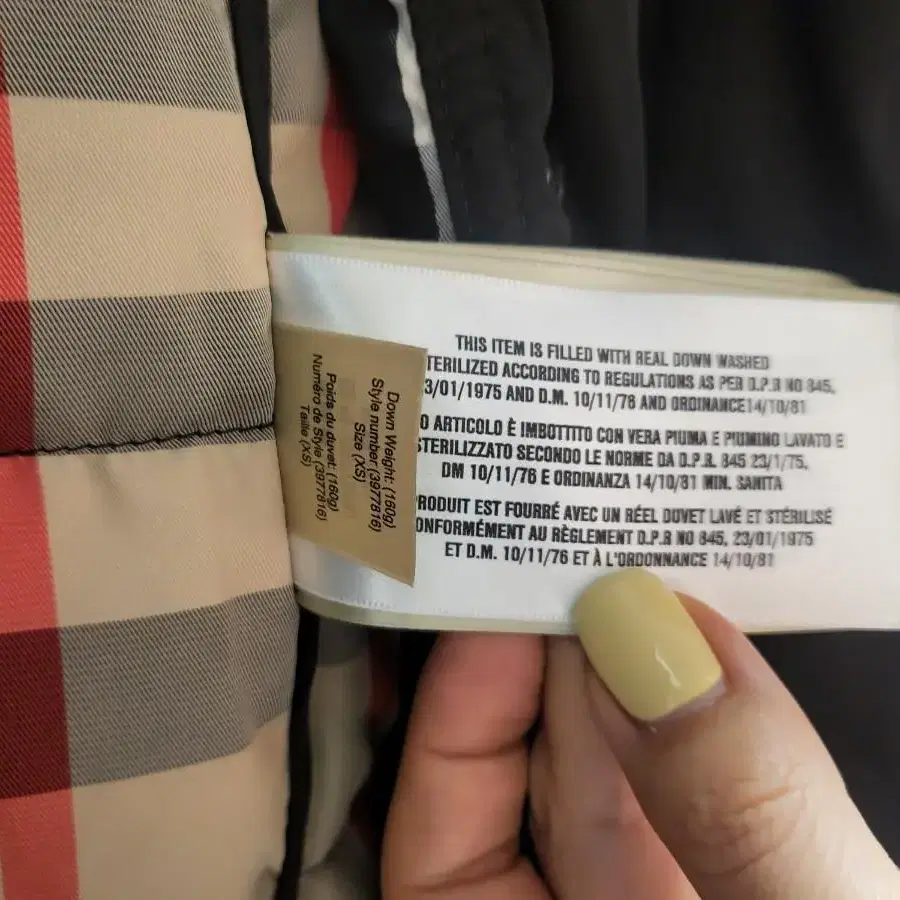 THIS ITEM IS FILLED WITH REAL DOWN WASHED
TERILIZED ACCORDING TO REGULATIONS AS PER D.P.R NO 845,
3/01/1975 AND D.M. 10/11/76 AND ORDINANCE14/10/81
O ARTICOLO È IMBOTTITO CON VERA PIUMA E PIUMINO LAVATO E
STERILIZZATO SECONDO LE NORME DA D.P.R. 845 23/1/75,
DM 10/11/76 E ORDINANZA 14/10/81 MIN. SANITA
PRODUIT EST FOURRÉ AVEC UN RÉEL DUVET LAVÉ ET STÉRILISÉ
ONFORMÉMENT AU RÈGLEMENT D.P.R NO 845, 23/01/1975
ET D.M. 10/11/76 ET À L'ORDONNANCE 14/10/81
Down Weight: (160g)
Style number (3977816)
Size (XS)
Poids du duvet: (160g)
Numéro de Style (3977816)
Taille (XS)